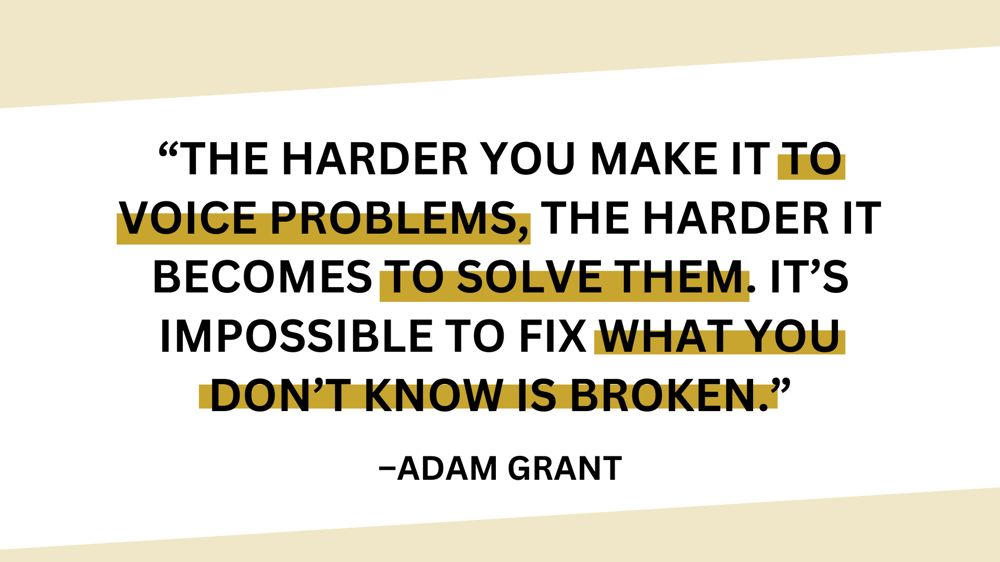 “THE HARDER YOU MAKE IT TO
VOICE PROBLEMS, THE HARDER IT
BECOMES TO SOLVE THEM. IT’S
IMPOSSIBLE TO FIX WHAT YOU
DON’T KNOW IS BROKEN.”
–ADAM GRANT